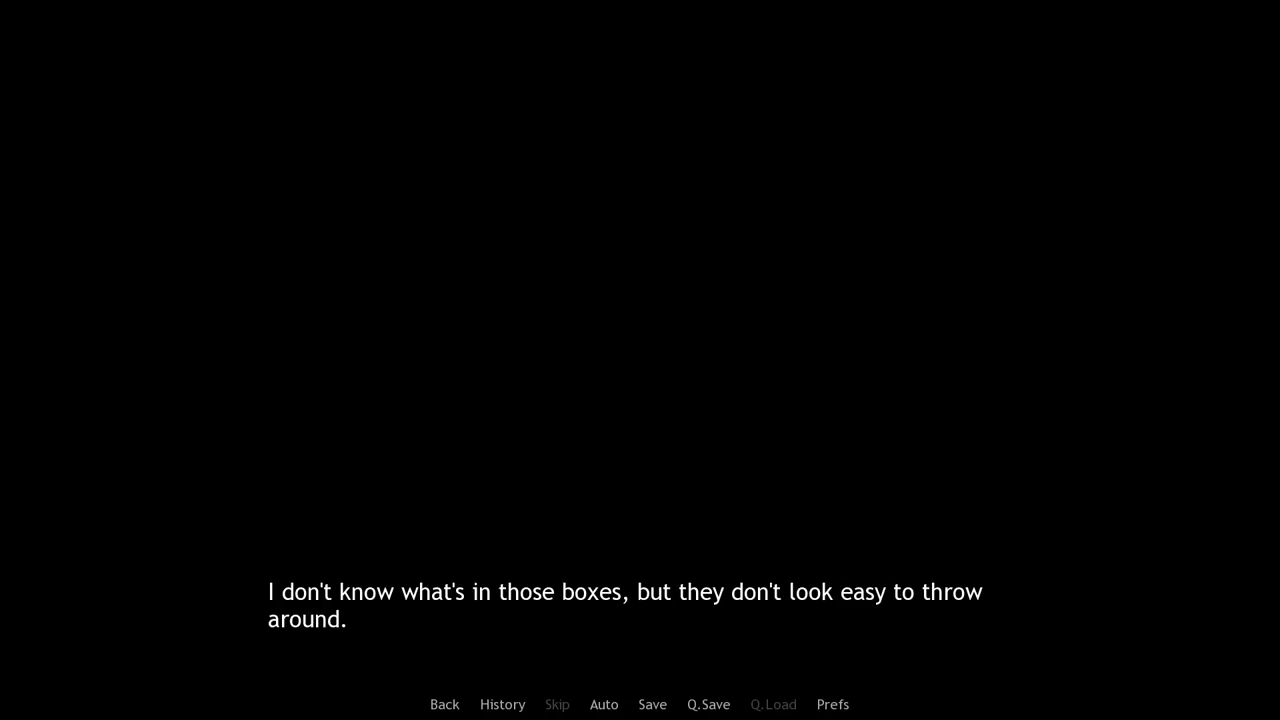 I don't know what's in those boxes, but they don't look easy to throw
around.
Back History Skip Auto Save Q.Save Q.Load Prefs